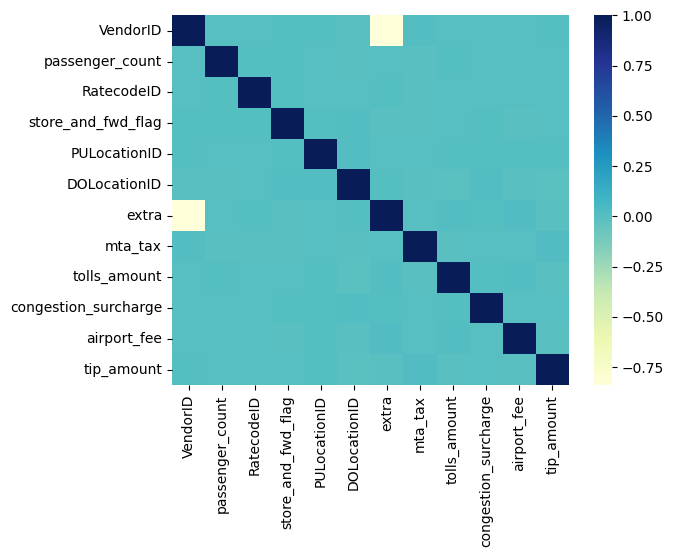 VendorID
passenger_count
RatecodeID
store_and_fwd_flag
PULocationID
DOLocationID
extra
mta_tax
tolls_amount
congestion_surcharge
airport_fee
tip_amount
VendorID
passenger_count
RatecodeID
store_and_fwd_flag
PULocationID
DOLocationID
extra
mta_tax
tolls_amount
congestion_surcharge
airport_fee
tip_amount
1.00
0.75
0.50
0.25
0.00
−0.25
−0.50
−0.75